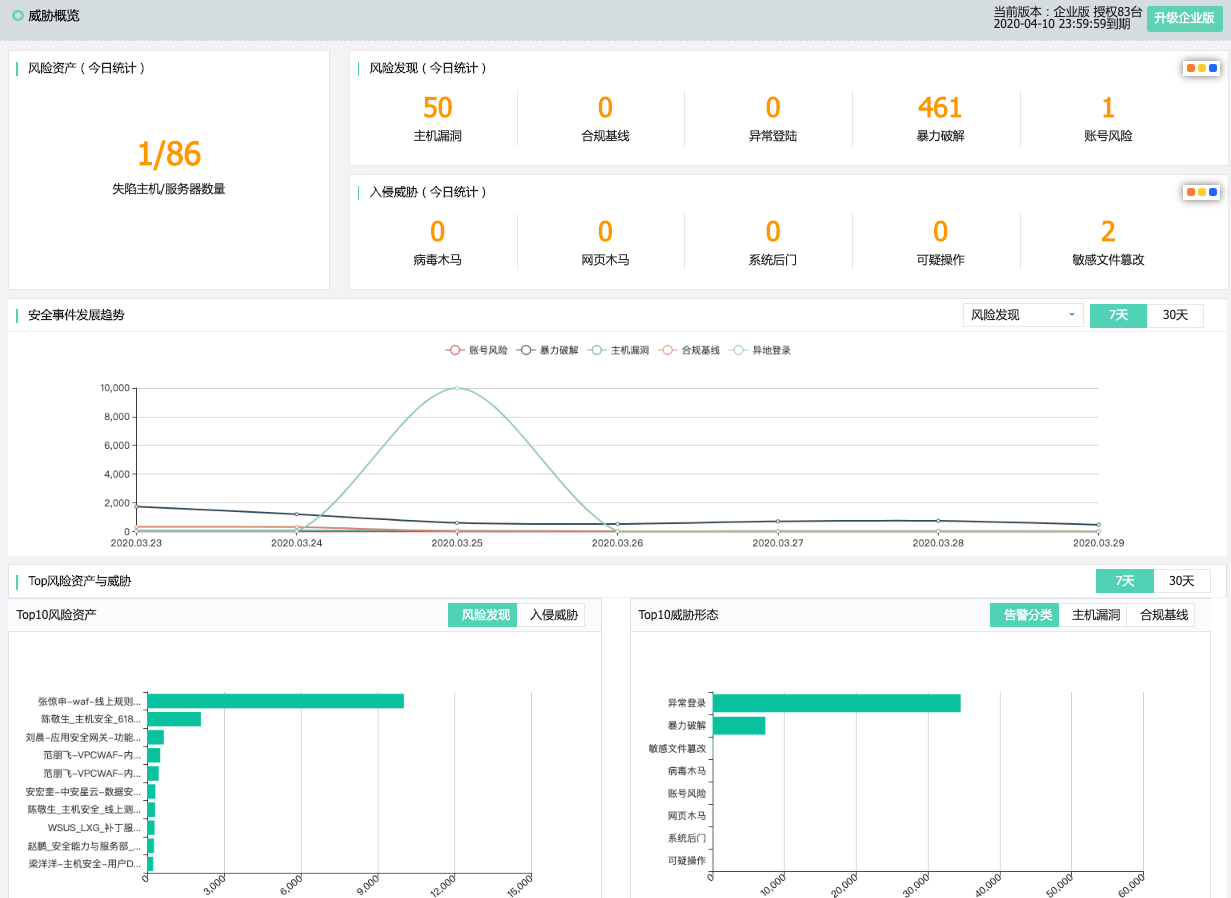 威胁概览
当前版本：企业版 授权83台
2020-04-10 23:59:59到期
升级企业版
风险资产（今日统计）
1/86
失陷主机/服务器数量
风险发现（今日统计）
50 0 0 461 1
主机漏洞 合规基线 异常登陆 暴力破解 账号风险
入侵威胁（今日统计）
0 0 0 0 2
病毒木马 网页木马 系统后门 可疑操作 敏感文件篡改
安全事件发展趋势
风险发现 7天 30天
账号风险 暴力破解 主机漏洞 合规基线 异地登录
10,000
8,000
6,000
4,000
2,000
0
2020.03.23 2020.03.24 2020.03.25 2020.03.26 2020.03.27 2020.03.28 2020.03.29
Top风险资产与威胁
7天 30天
Top10风险资产
风险发现 入侵威胁
张惊申-waf-线上规则...
陈敬生_主机安全_618...
刘晨-应用安全网关-功能...
范朋飞-VPCWAF-内...
范朋飞-VPCWAF-内...
安宏奎-中安星云-数据安...
陈敬生_主机安全_线上测...
WSUS_LXG_补丁服...
赵鹏_安全能力与服务部_...
梁洋洋-主机安全-用户D...
0 3,000 6,000 9,000 12,000 15,000
Top10威胁形态
告警分类 主机漏洞 合规基线
异常登录
暴力破解
敏感文件篡改
病毒木马
账号风险
网页木马
系统后门
可疑操作
0 10,000 20,000 30,000 40,000 50,000 60,000